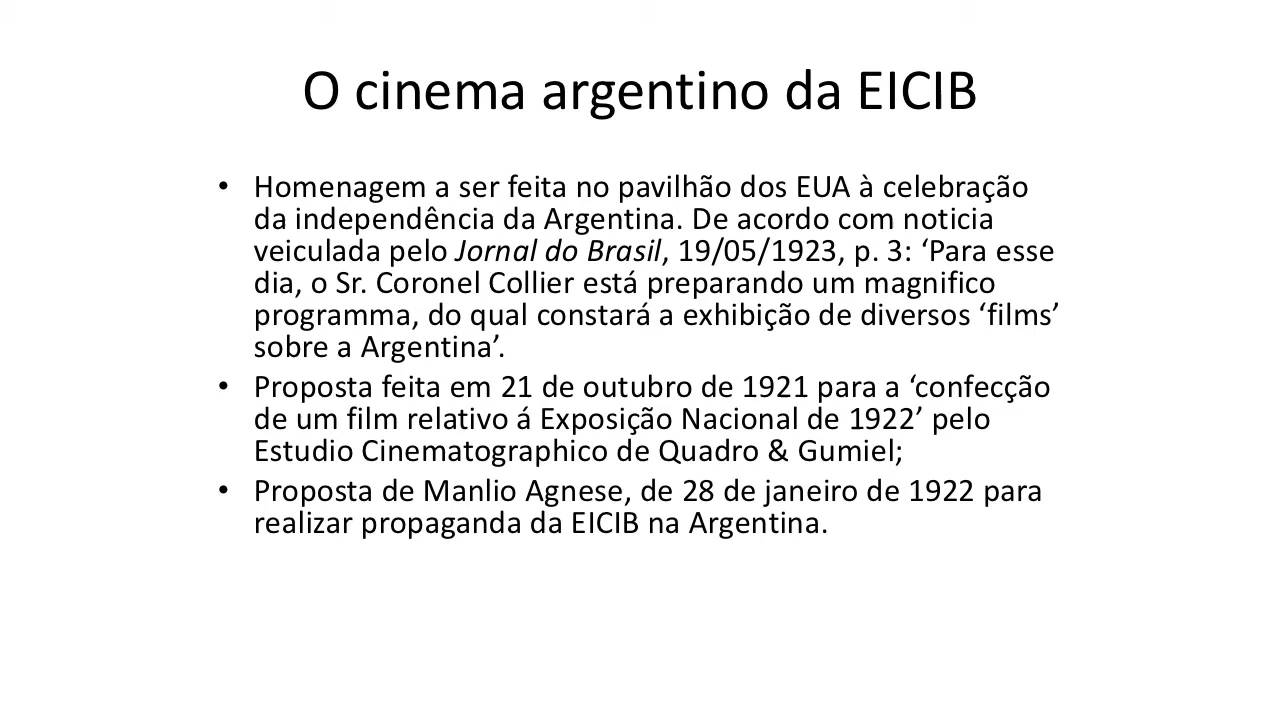 O cinema argentino da EICIB
• Homenagem a ser feita no pavilhão dos EUA à celebração
da independência da Argentina. De acordo com noticia
veiculada pelo Jornal do Brasil, 19/05/1923, p. 3: ‘Para esse
dia, o Sr. Coronel Collier está preparando um magnifico
programma, do qual constará a exhibição de diversos ‘films’
sobre a Argentina’.
• Proposta feita em 21 de outubro de 1921 para a ‘confecção
de um film relativo á Exposição Nacional de 1922’ pelo
Estudio Cinematographico de Quadro & Gumiel;
• Proposta de Manlio Agnese, de 28 de janeiro de 1922 para
realizar propaganda da EICIB na Argentina.